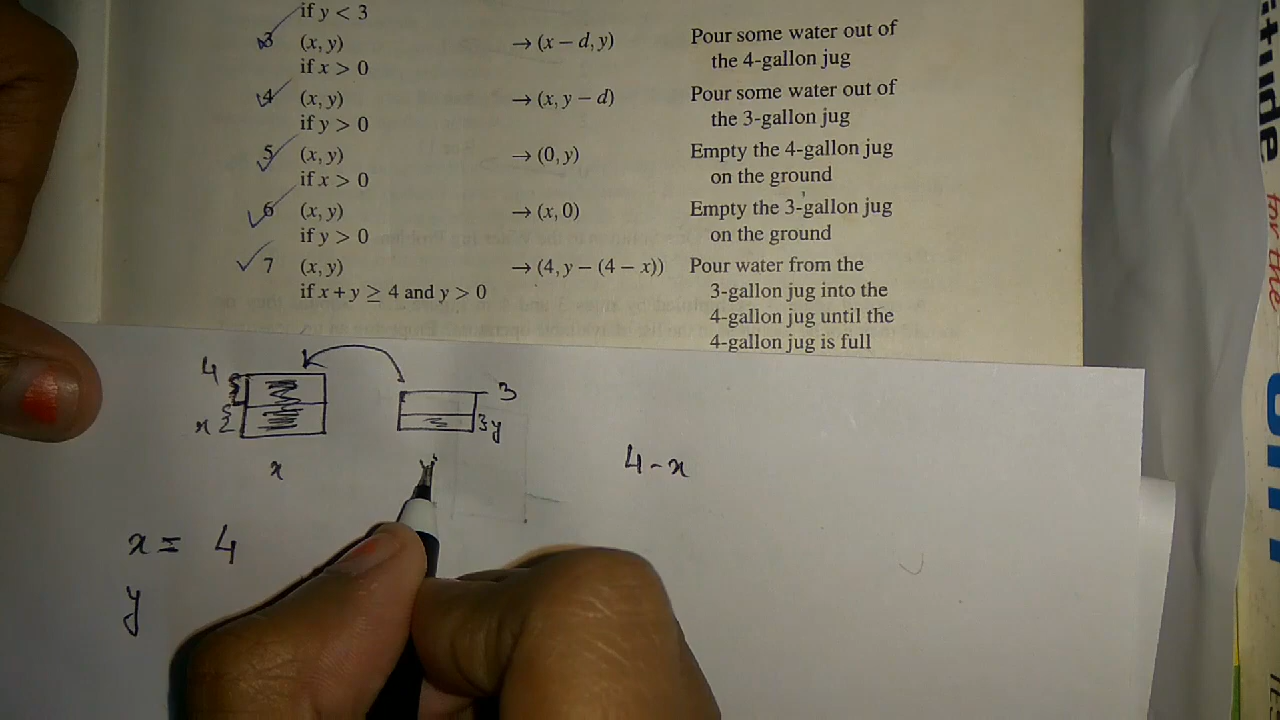 if y < 3
3 (x, y) → (x − d, y) Pour some water out of
if x > 0 the 4-gallon jug
4 (x, y) → (x, y − d) Pour some water out of
if y > 0 the 3-gallon jug
5 (x, y) → (0, y) Empty the 4-gallon jug
if x > 0 on the ground
6 (x, y) → (x, 0) Empty the 3-gallon jug
if y > 0 on the ground
7 (x, y) → (4, y − (4 − x)) Pour water from the
if x + y ≥ 4 and y > 0 3-gallon jug into the
4-gallon jug until the
4-gallon jug is full
4
3
x
y
x
y
4 - x
x = 4
y
for the